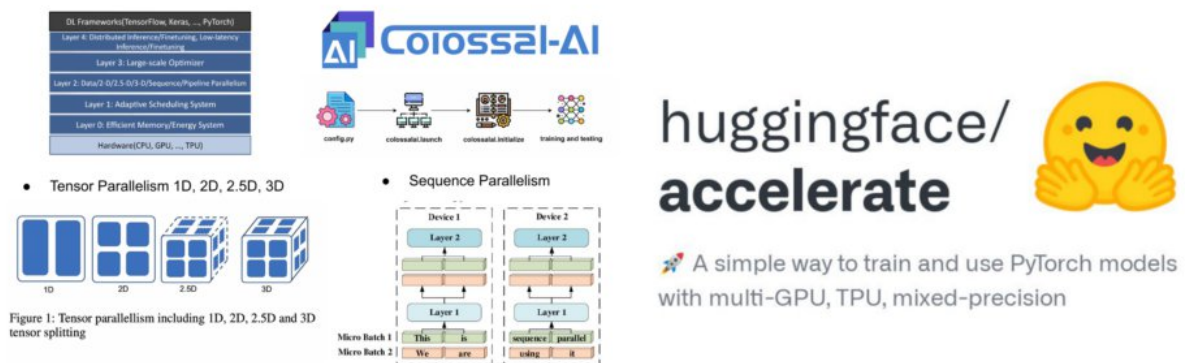 DL Frameworks(TensorFlow, Keras, ..., PyTorch)
Layer 4: Distributed Inference/Finetuning, Low-latency
Inference/Finetuning
Layer 3: Large-scale Optimizer
Layer 2: Data/2-D/2.5-D/3-D/Sequence/Pipeline Parallelism
Layer 1: Adaptive Scheduling System
Layer 0: Efficient Memory/Energy System
Hardware(CPU, GPU, ..., TPU)
AI Colossal-AI
config.py
colossalai.launch
colossalai.initialize
training and testing
• Tensor Parallelism 1D, 2D, 2.5D, 3D
1D
2D
2.5D
3D
Figure 1: Tensor parallellism including 1D, 2D, 2.5D and 3D
tensor splitting
• Sequence Parallelism
Device 1
Device 2
Layer 2
Layer 2
Layer 1
Layer 1
Micro Batch 1 This is sequence parallel
Micro Batch 2 We are using it
huggingface/
accelerate
🚀 A simple way to train and use PyTorch models
with multi-GPU, TPU, mixed-precision